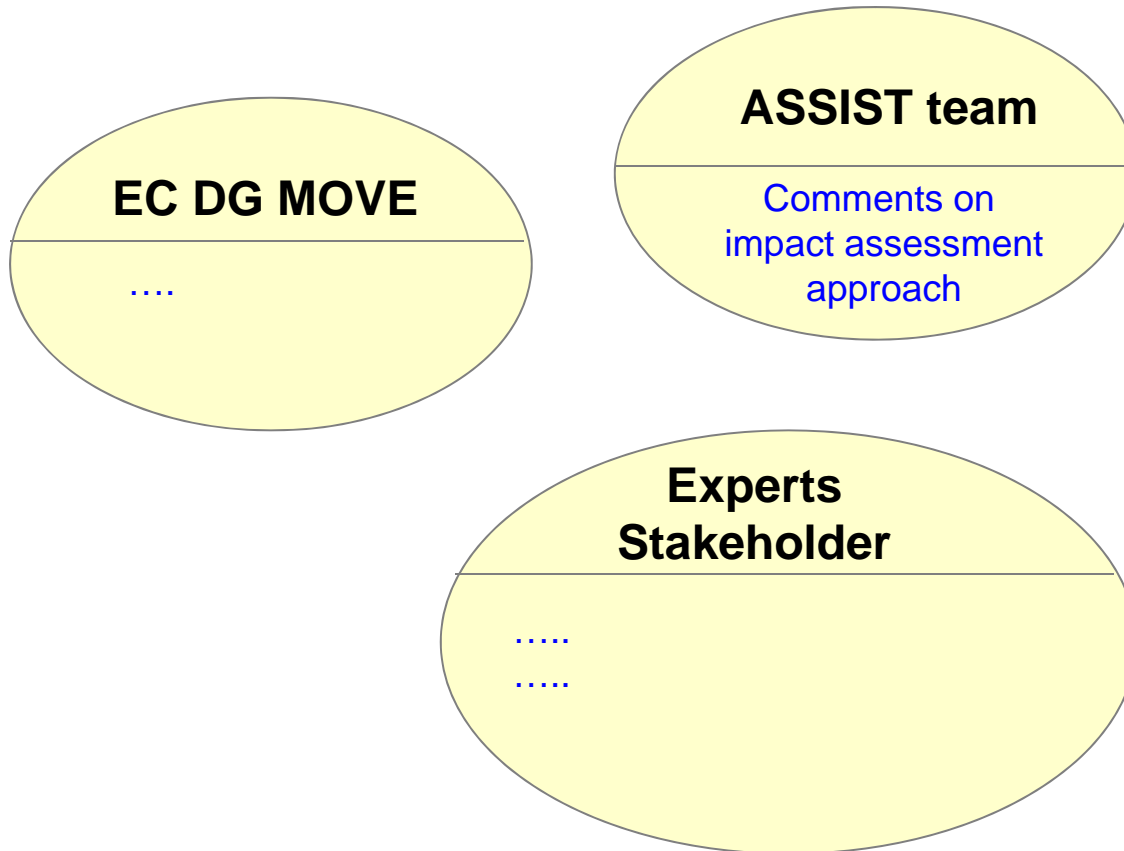 EC DG MOVE
….
ASSIST team
Comments on
impact assessment
approach
Experts
Stakeholder
…..
…..